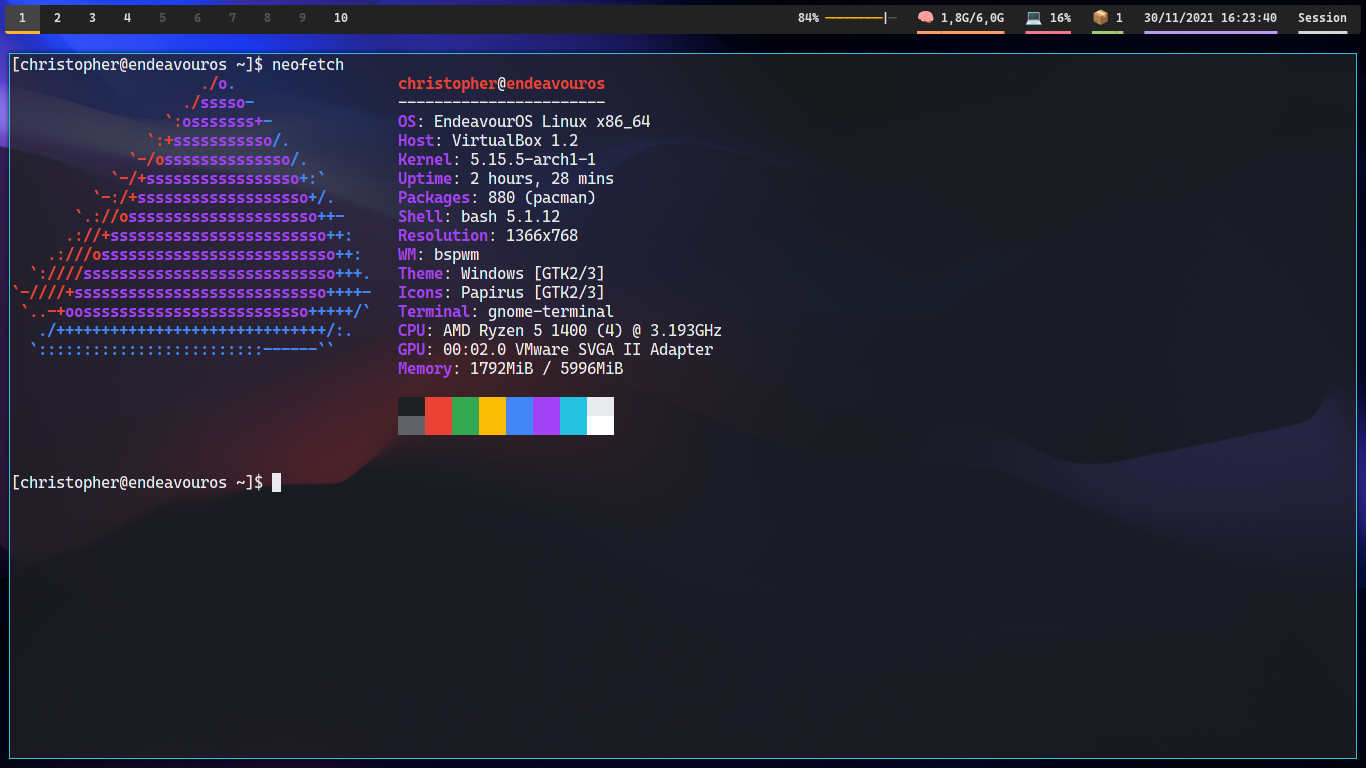 1 2 3 4 5 6 7 8 9 10 84% 🧠 1,8G/6,0G 💻 16% 📦 1 30/11/2021 16:23:40 Session
[christopher@endeavouros ~]$ neofetch
./o. christopher@endeavouros
./sssso- -----------------------
`:osssssss+- OS: EndeavourOS Linux x86_64
`:+sssssssssso/. Host: VirtualBox 1.2
`-/ossssssssssssso/. Kernel: 5.15.5-arch1-1
`-/+sssssssssssssssso+:` Uptime: 2 hours, 28 mins
`-:/+sssssssssssssssssso+/. Packages: 880 (pacman)
`.://osssssssssssssssssssso++- Shell: bash 5.1.12
.://+ssssssssssssssssssssssso++: Resolution: 1366x768
.:///ossssssssssssssssssssssssso++: WM: bspwm
`:////ssssssssssssssssssssssssssso+++. Theme: Windows [GTK2/3]
`-////+ssssssssssssssssssssssssssso++++- Icons: Papirus [GTK2/3]
`..-+oosssssssssssssssssssssssso+++++/` Terminal: gnome-terminal
./++++++++++++++++++++++++++++++/:. CPU: AMD Ryzen 5 1400 (4) @ 3.193GHz
`:::::::::::::::::::::::::------`` GPU: 00:02.0 VMware SVGA II Adapter
Memory: 1792MiB / 5996MiB
[christopher@endeavouros ~]$